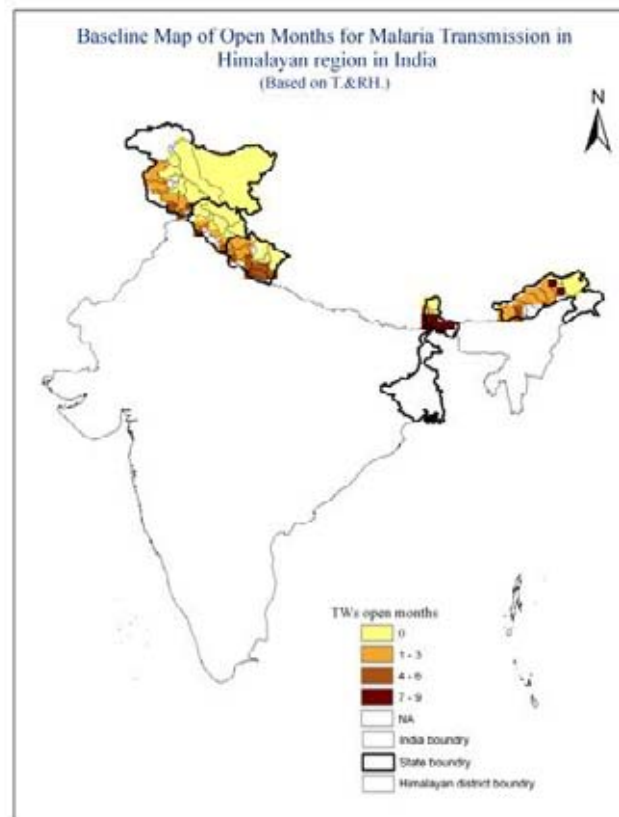 Baseline Map of Open Months for Malaria Transmission in
Himalayan region in India
(Based on T.&RH.)
N
TWs open months
0
1 - 3
4 - 6
7 - 9
NA
India boundry
State boundry
Himalayan district boundry